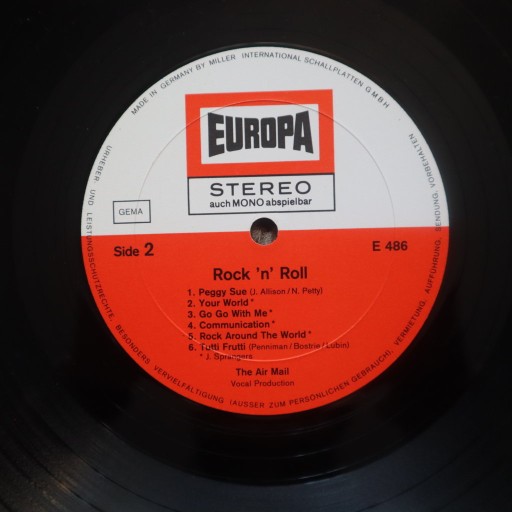 MADE IN GERMANY BY MILLER INTERNATIONAL SCHALLPLATTEN GMBH
EUROPA
STEREO
auch MONO abspielbar
GEMA
Side 2
E 486
Rock 'n' Roll
1. Peggy Sue (J. Allison / N. Petty)
2. Your World *
3. Go Go With Me *
4. Communication *
5. Rock Around The World *
6. Tutti Frutti (Penniman / Bostrie / Lubin)
* J. Sprangers
The Air Mail
Vocal Production
URHEBER UND LEISTUNGSSCHUTZRECHTE, BESONDERS VERVIELFÄLTIGUNG (AUSSER ZUM PERSÖNLICHEN GEBRAUCH), VERMIETUNG, AUFFÜHRUNG, SENDUNG, VORBEHALTEN